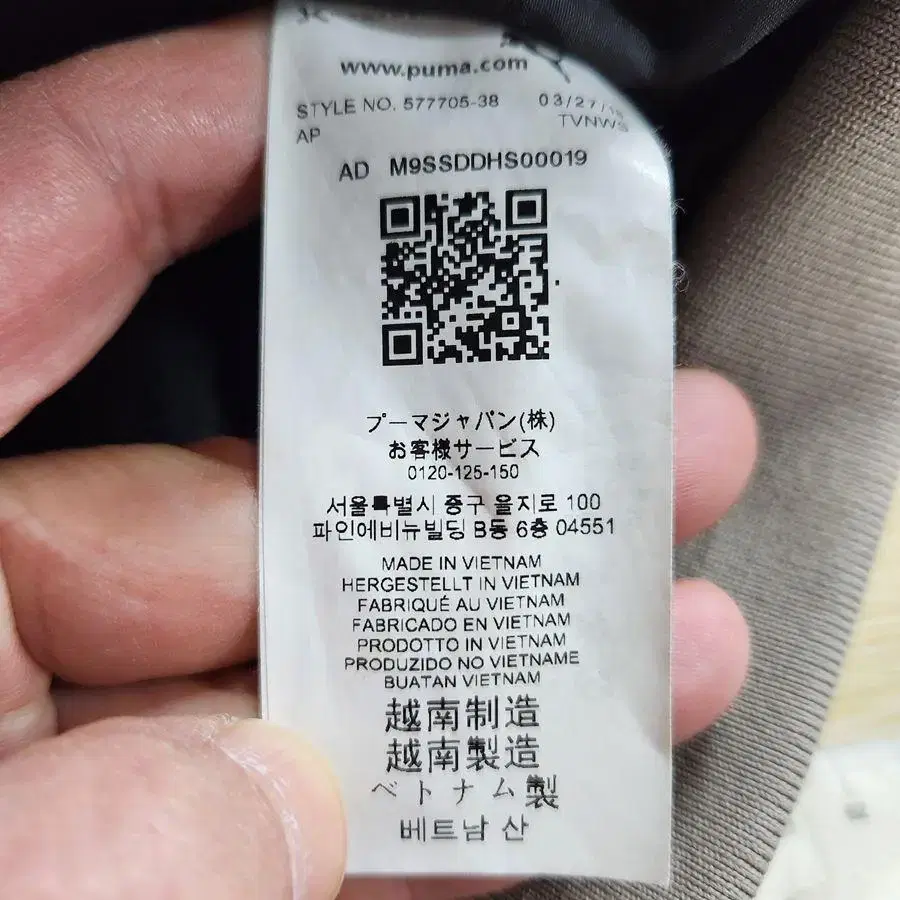 www.puma.com
STYLE NO. 577705-38 03/27/
AP TVNWS
AD M9SSDDHS00019
プーマジャパン(株)
お客様サービス
0120-125-150
서울특별시 중구 을지로 100
파인에비뉴빌딩 B동 6층 04551
MADE IN VIETNAM
HERGESTELLT IN VIETNAM
FABRIQUÉ AU VIETNAM
FABRICADO EN VIETNAM
PRODOTTO IN VIETNAM
PRODUZIDO NO VIETNAME
BUATAN VIETNAM
越南制造
越南製造
ベトナム製
베트남 산